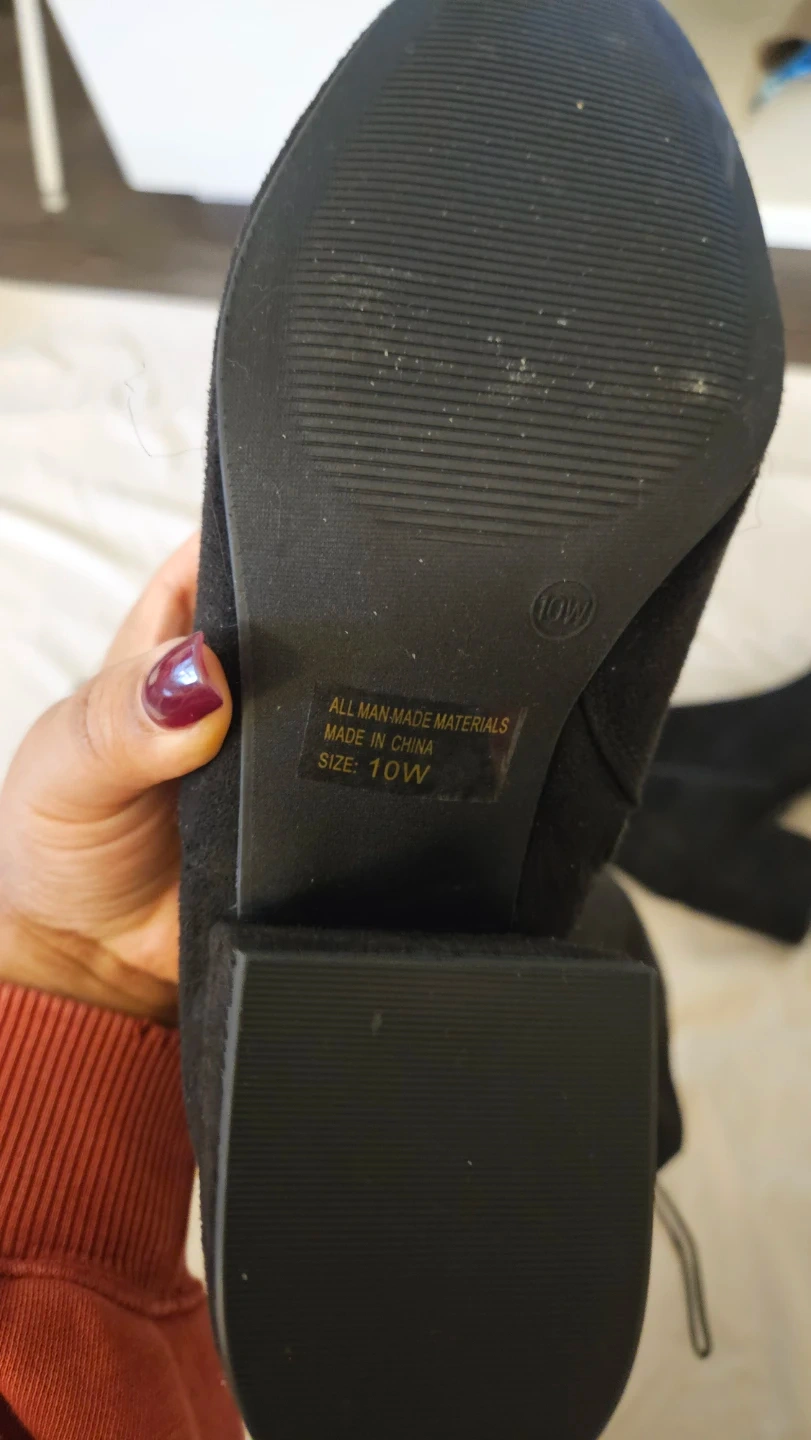 10W
ALL MAN-MADE MATERIALS
MADE IN CHINA
SIZE: 10W